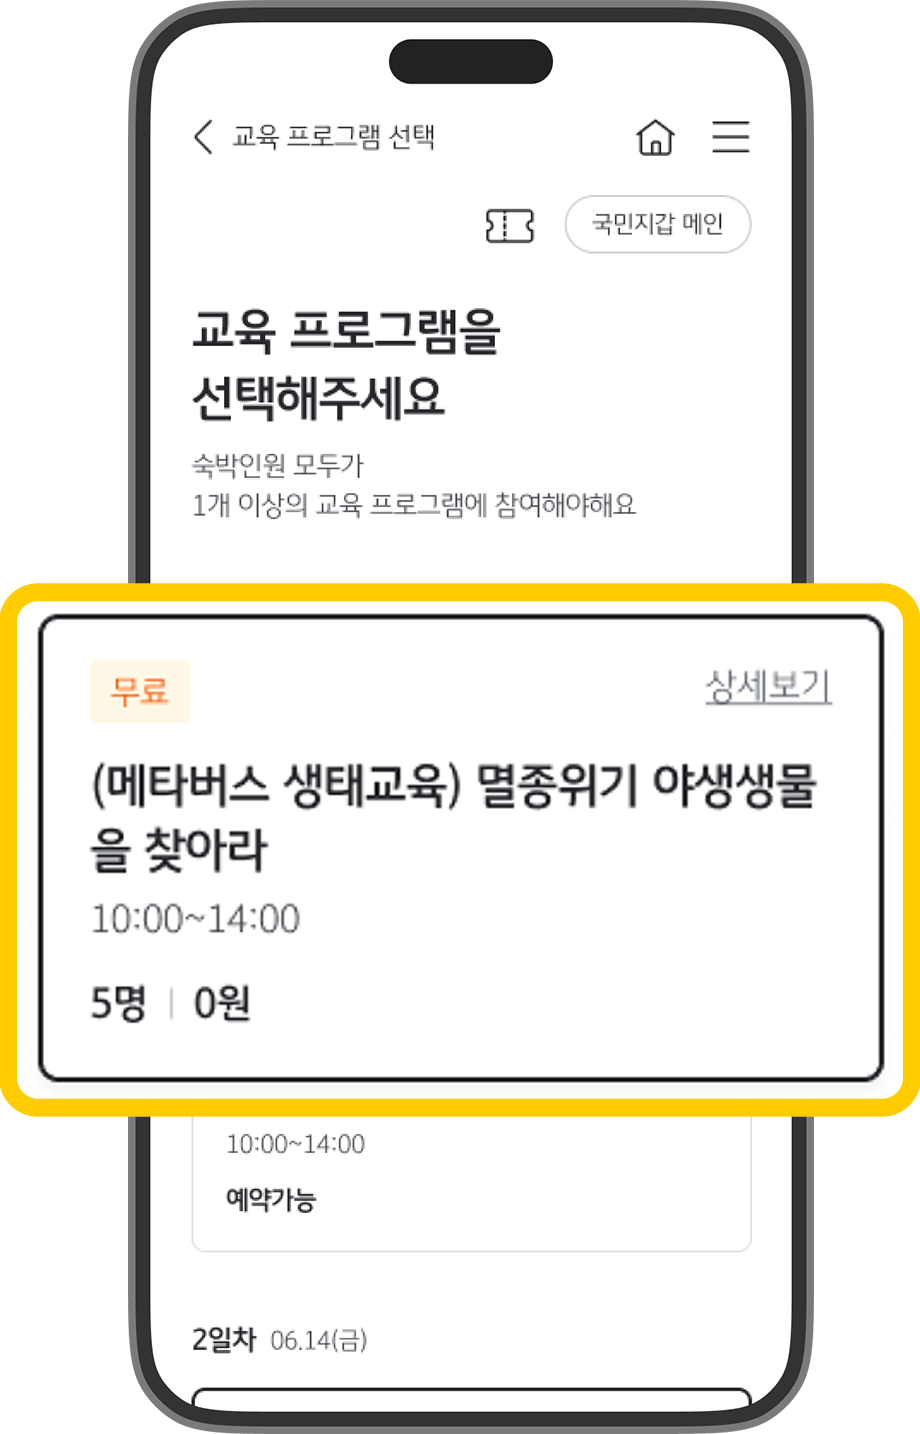 교육 프로그램 선택
국민지갑 메인
교육 프로그램을
선택해주세요
숙박인원 모두가
1개 이상의 교육 프로그램에 참여해야해요
무료
상세보기
(메타버스 생태교육) 멸종위기 야생생물
을 찾아라
10:00~14:00
5명 | 0원
10:00~14:00
예약가능
2일차 06.14(금)